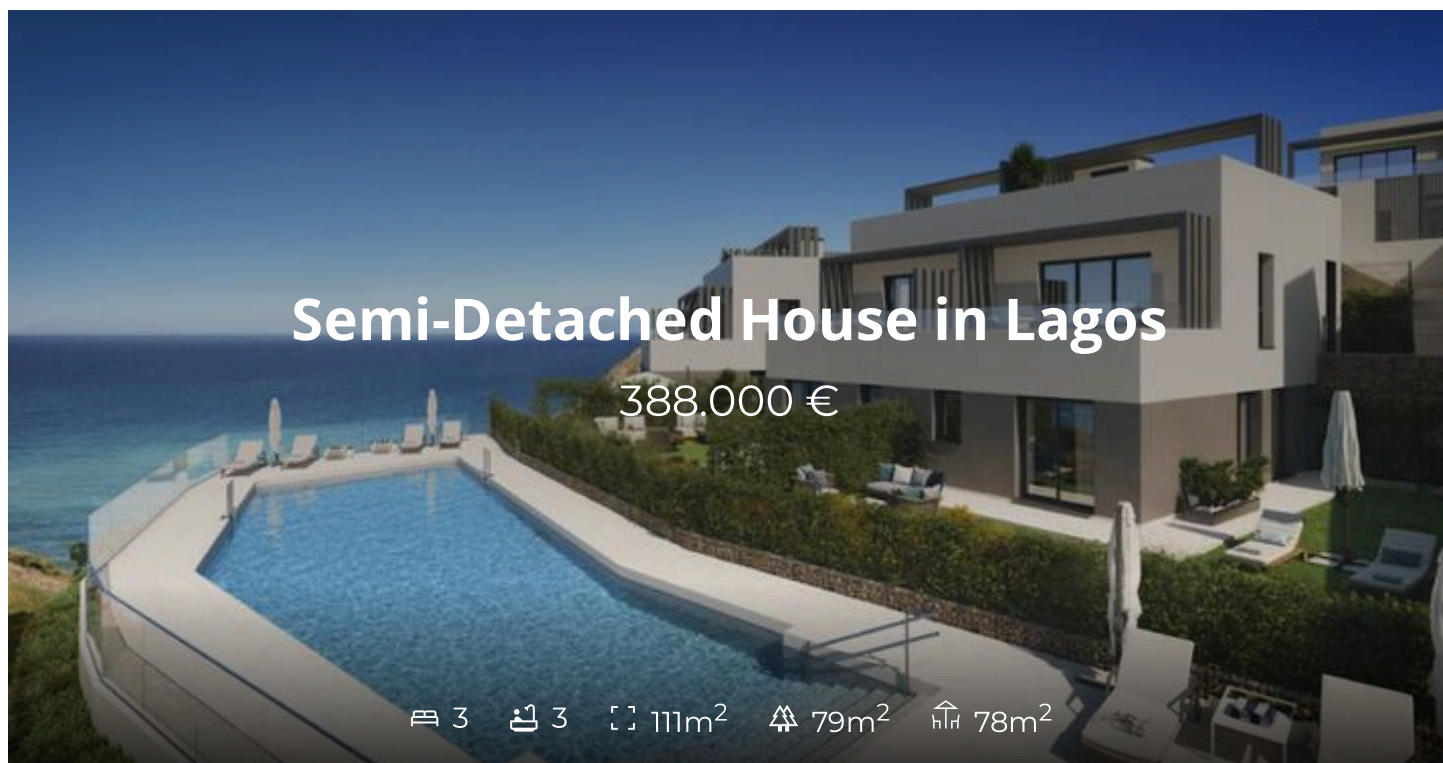 Semi-Detached House in Lagos
388.000 €
3 3 111m² 79m² 78m²